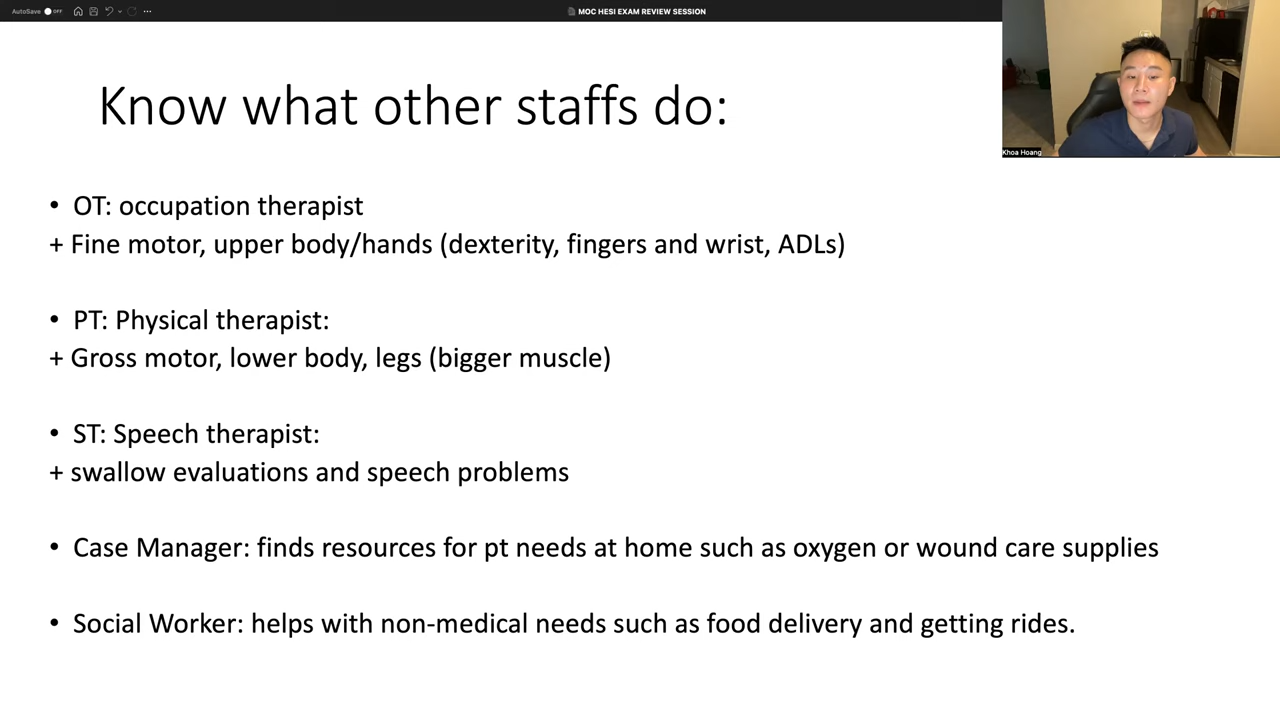 AutoSave OFF
MOC HESI EXAM REVIEW SESSION
Khoa Hoang
Know what other staffs do:
• OT: occupation therapist
+ Fine motor, upper body/hands (dexterity, fingers and wrist, ADLs)
• PT: Physical therapist:
+ Gross motor, lower body, legs (bigger muscle)
• ST: Speech therapist:
+ swallow evaluations and speech problems
• Case Manager: finds resources for pt needs at home such as oxygen or wound care supplies
• Social Worker: helps with non-medical needs such as food delivery and getting rides.